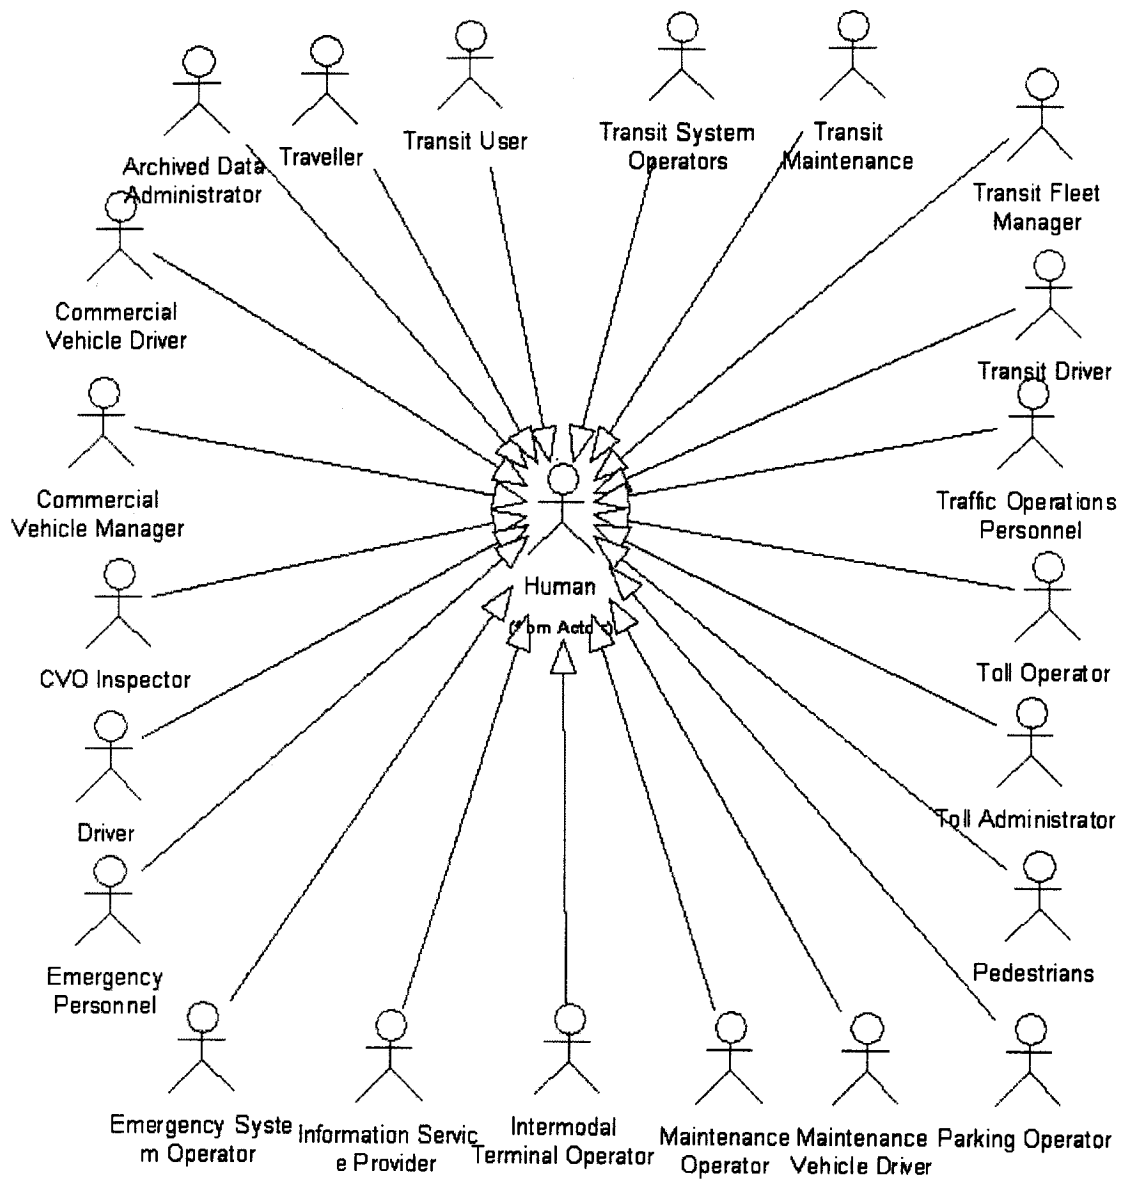 Transit User
Transit System
Operators
Transit
Maintenance
Traveller
Archived Data
Administrator
Transit Fleet
Manager
Commercial
Vehicle Driver
Transit Driver
Commercial
Vehicle Manager
Traffic Operations
Personnel
Human
(from Actors)
CVO Inspector
Toll Operator
Driver
Toll Administrator
Emergency
Personnel
Pedestrians
Emergency Syste
m Operator
Information Servic
e Provider
Intermodal
Terminal Operator
Maintenance
Operator
Maintenance
Vehicle Driver
Parking Operator